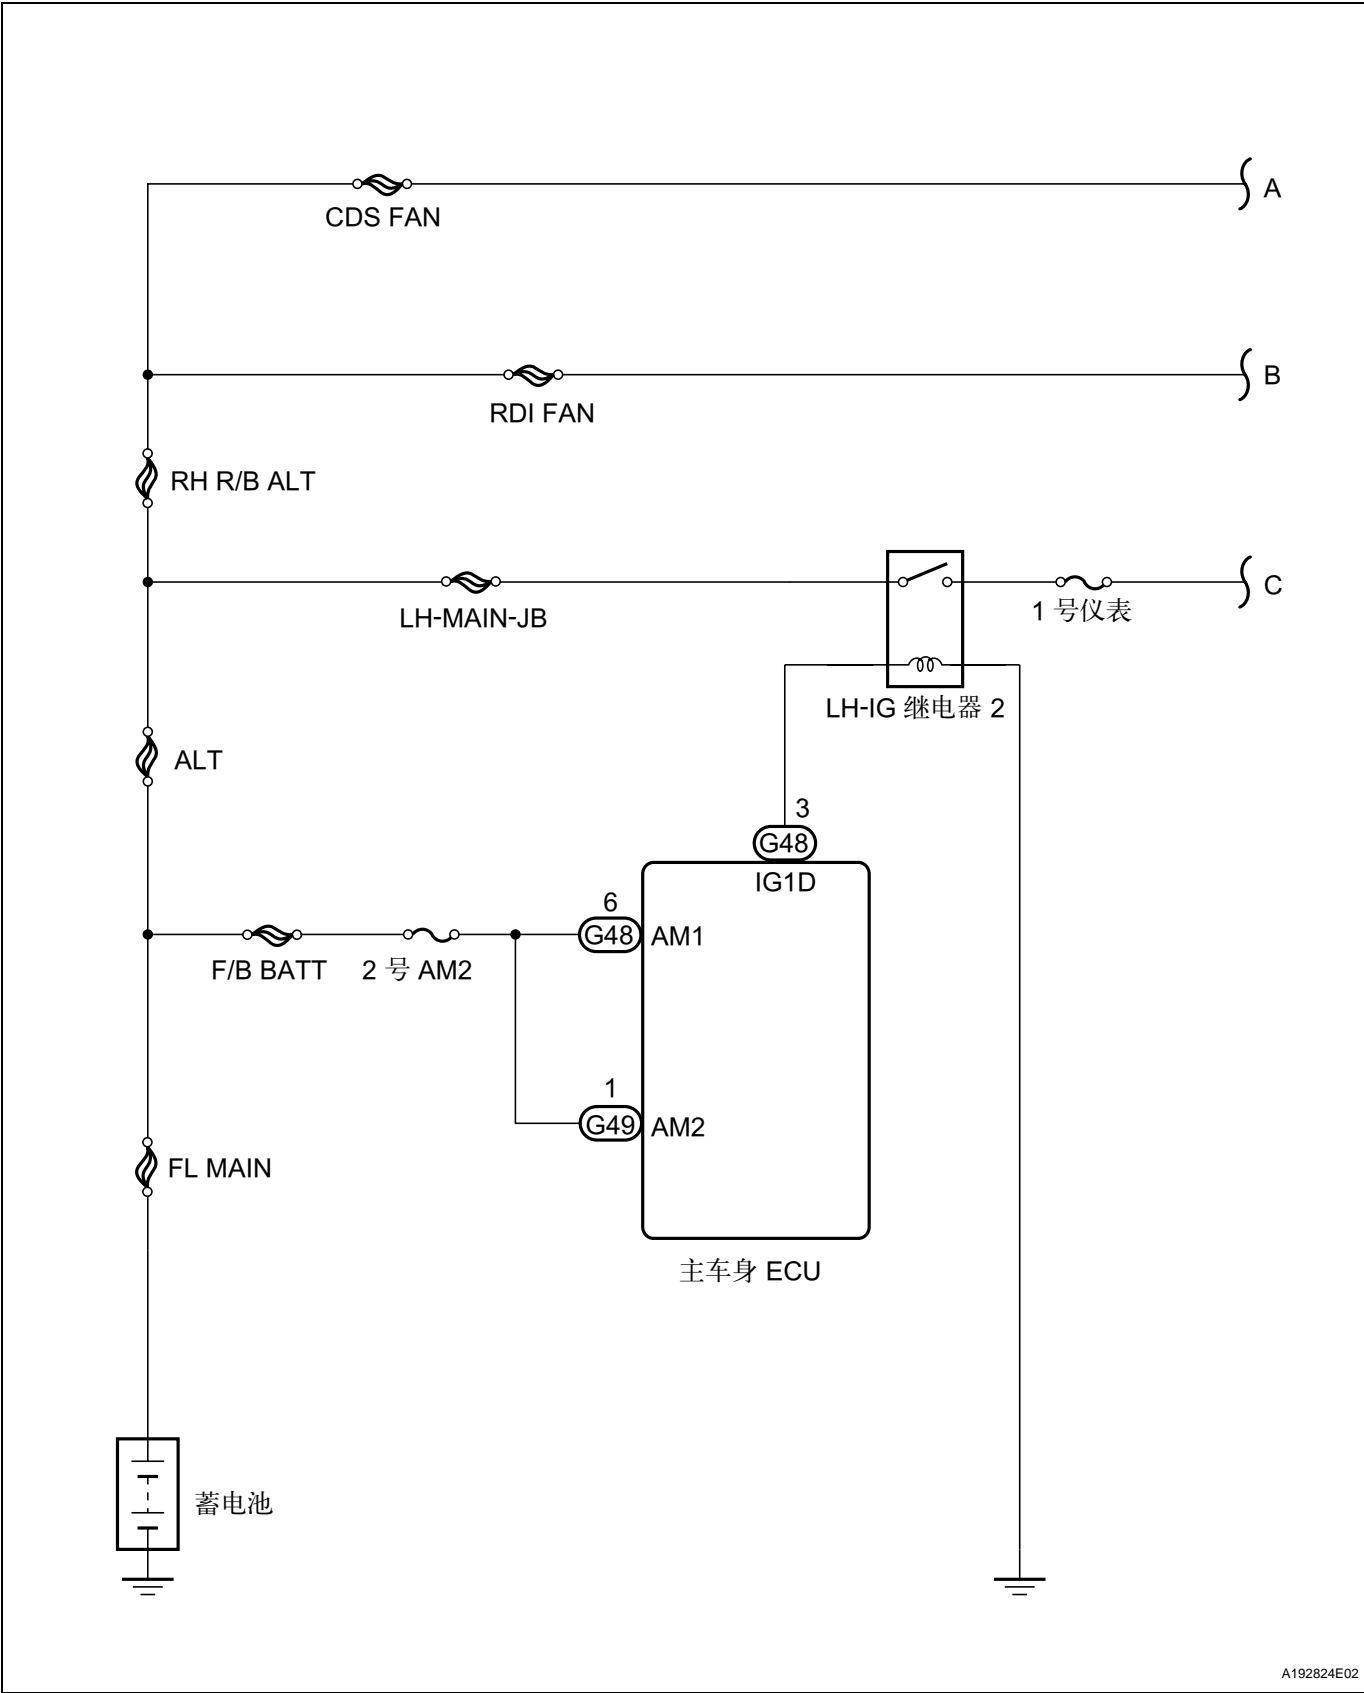 CDS FAN
A
RDI FAN
B
RH R/B ALT
LH-MAIN-JB
1 号仪表
C
LH-IG 继电器 2
ALT
3
G48
IG1D
6
G48
AM1
F/B BATT
2 号 AM2
1
G49
AM2
FL MAIN
主车身 ECU
蓄电池
A192824E02